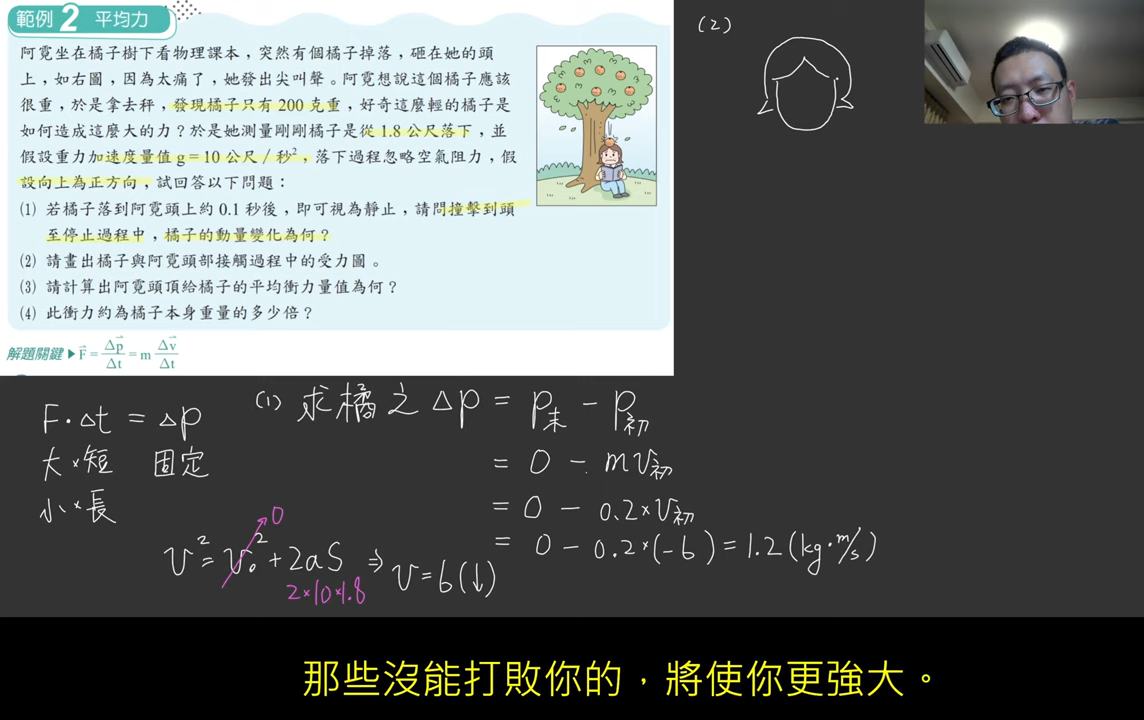 範例 2 平均力
阿霓坐在橘子樹下看物理課本，突然有個橘子掉落，砸在她的頭
上，如右圖，因為太痛了，她發出尖叫聲。阿霓想說這個橘子應該
很重，於是拿去秤，發現橘子只有 200 克重，好奇這麼輕的橘子是
如何造成這麼大的力？於是她測量剛剛橘子是從 1.8 公尺落下，並
假設重力加速度量值 g = 10 公尺／秒²，落下過程忽略空氣阻力，假
設向上為正方向，試回答以下問題：
(1) 若橘子落到阿霓頭上約 0.1 秒後，即可視為靜止，請問撞擊到頭
至停止過程中，橘子的動量變化為何？
(2) 請畫出橘子與阿霓頭部接觸過程中的受力圖。
(3) 請計算出阿霓頭頂給橘子的平均衝力量值為何？
(4) 此衝力約為橘子本身重量的多少倍？
解題關鍵▶F⃗ = Δp⃗/Δt = m Δv⃗/Δt
(2)
F·Δt = Δp
大×短 固定
小×長
(1) 求橘之Δp = p末 − p初
= 0 − mv初
= 0 − 0.2×v初
= 0 − 0.2×(−6) = 1.2 (kg·m/s)
0
v² = v₀² + 2aS ⇒ v = 6(↓)
2×10×1.8
那些沒能打敗你的，將使你更強大。